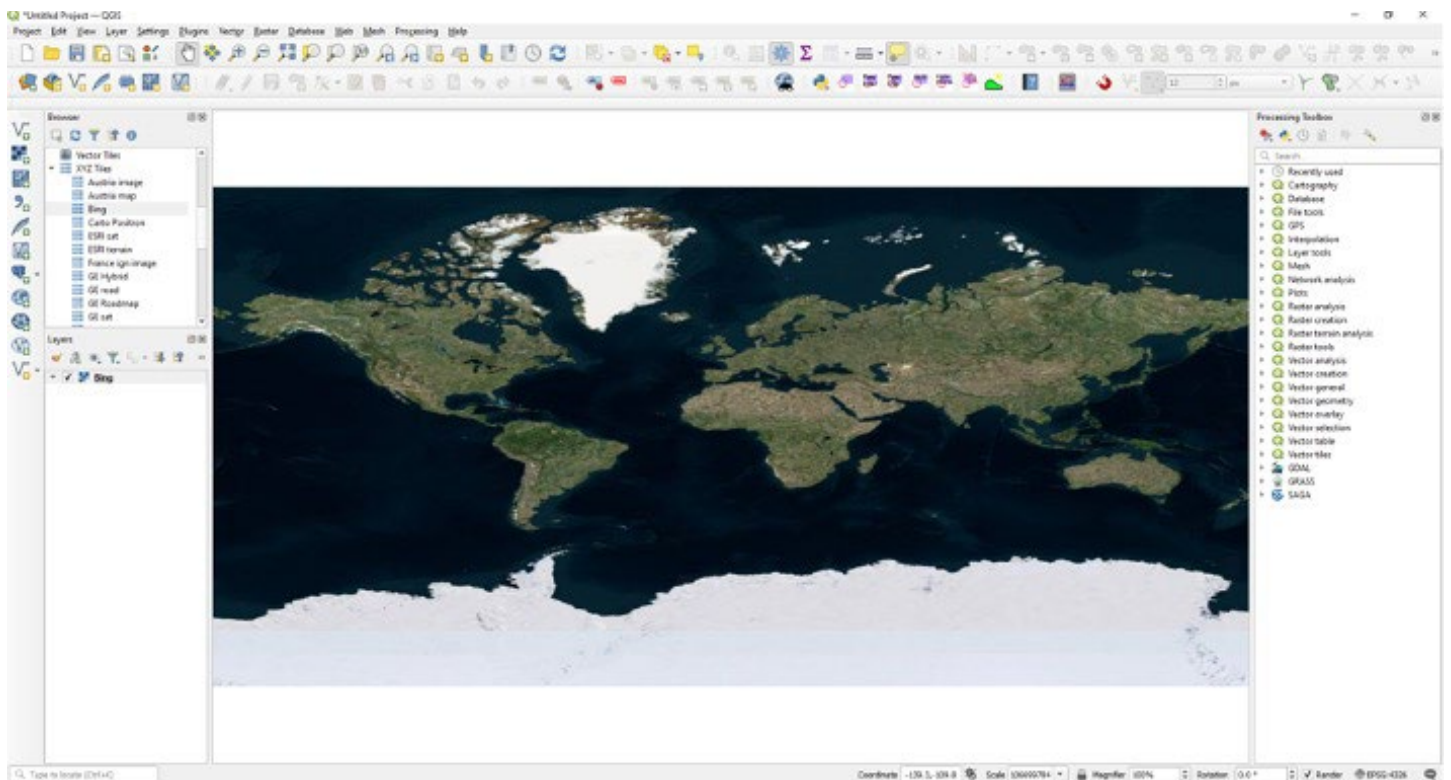 *Untitled Project — QGIS
Project Edit View Layer Settings Plugins Vector Raster Database Web Mesh Processing Help
12 m
Browser
Vector Tiles
XYZ Tiles
Austria image
Austria map
Bing
Carto Positron
ESRI sat
ESRI terrain
France ign image
GE Hybrid
GE road
GE Roadmap
GE sat
Layers
Bing
Processing Toolbox
Search...
Recently used
Cartography
Database
File tools
GPS
Interpolation
Layer tools
Mesh
Network analysis
Plots
Raster analysis
Raster creation
Raster terrain analysis
Raster tools
Vector analysis
Vector creation
Vector general
Vector geometry
Vector overlay
Vector selection
Vector table
Vector tiles
GDAL
GRASS
SAGA
Type to locate (Ctrl+K) Coordinate Scale Magnifier 100% Rotation 0.0 ° Render EPSG:4326